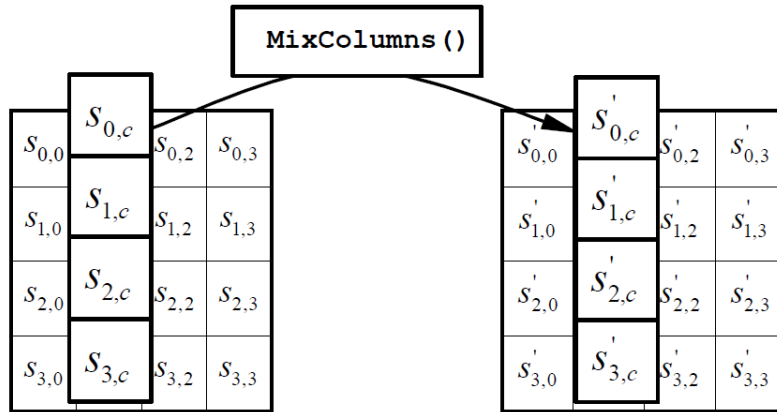 MixColumns()
s0,0 s0,c s0,2 s0,3 s'0,0 s'0,c s'0,2 s'0,3
s1,0 s1,c s1,2 s1,3 s'1,0 s'1,c s'1,2 s'1,3
s2,0 s2,c s2,2 s2,3 s'2,0 s'2,c s'2,2 s'2,3
s3,0 s3,c s3,2 s3,3 s'3,0 s'3,c s'3,2 s'3,3